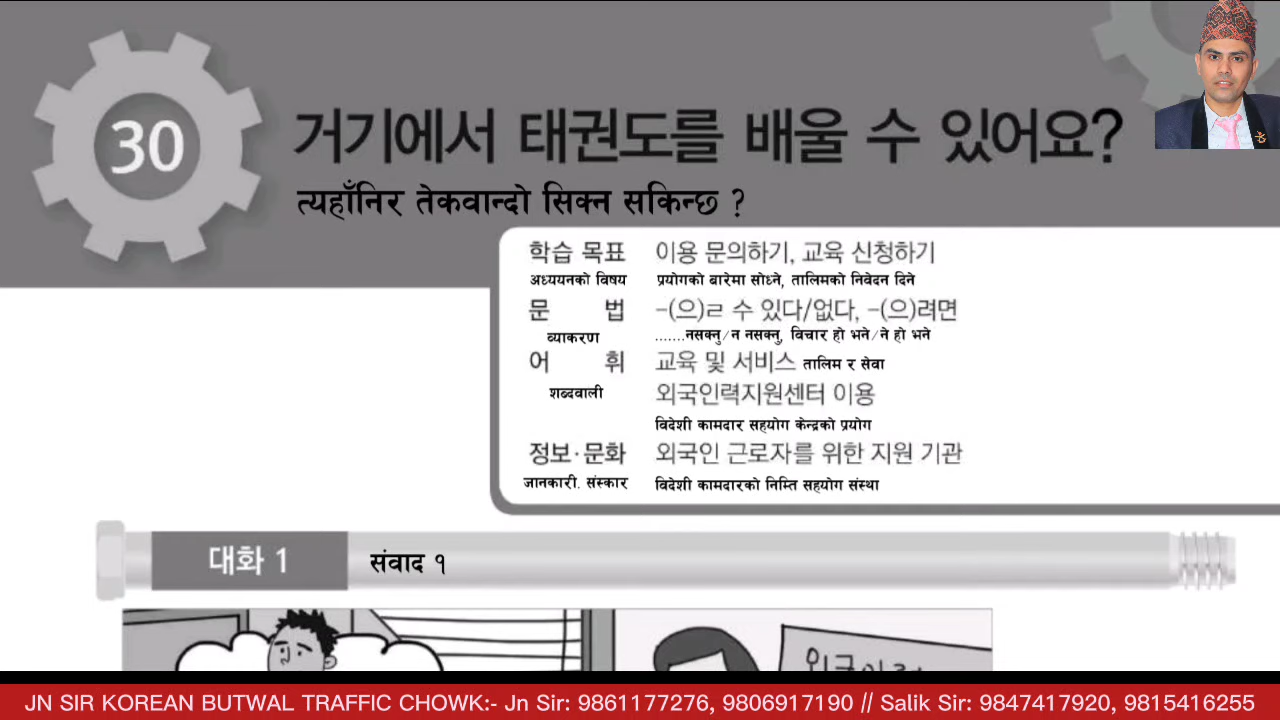 30
거기에서 태권도를 배울 수 있어요?
त्यहाँनिर तेकवान्दो सिक्न सकिन्छ ?
학습 목표 이용 문의하기, 교육 신청하기
अध्ययनको विषय प्रयोगको बारेमा सोध्ने, तालिमको निवेदन दिने
문 법 -(으)ㄹ 수 있다/없다, -(으)려면
व्याकरण .......नसक्नु/न नसक्नु, विचार हो भने/ने हो भने
어 휘 교육 및 서비스 तालिम र सेवा
शब्दवाली 외국인력지원센터 이용
विदेशी कामदार सहयोग केन्द्रको प्रयोग
정보·문화 외국인 근로자를 위한 지원 기관
जानकारी. संस्कार विदेशी कामदारको निम्ति सहयोग संस्था
대화 1 संवाद १
JN SIR KOREAN BUTWAL TRAFFIC CHOWK:- Jn Sir: 9861177276, 9806917190 // Salik Sir: 9847417920, 9815416255